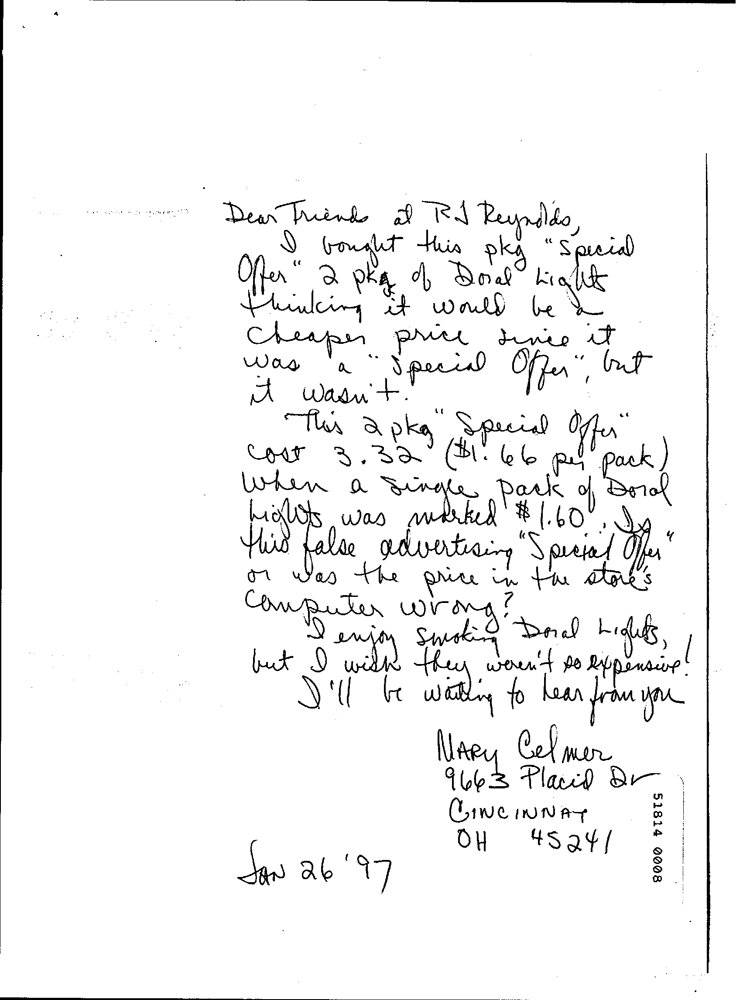 Dear Friends at RJ Reynolds,
I bought this pkg "Special
Offer" 2 pkg of Doral Lights
thinking it would be a
cheaper price since it
was a "Special Offer", but
it wasn't.
This 2 pkg "Special Offer"
cost 3.32 ($1.66 per pack)
when a single pack of Doral
Lights was marked $1.60. Is
this false advertising "Special Offer"
or was the price in the store's
computer wrong?
I enjoy smoking Doral Lights,
but I wish they weren't so expensive!
I'll be waiting to hear from you
Mary Celmer
9663 Placid Dr
CINCINNAT
OH 45241
Jan 26 '97
51814 0008